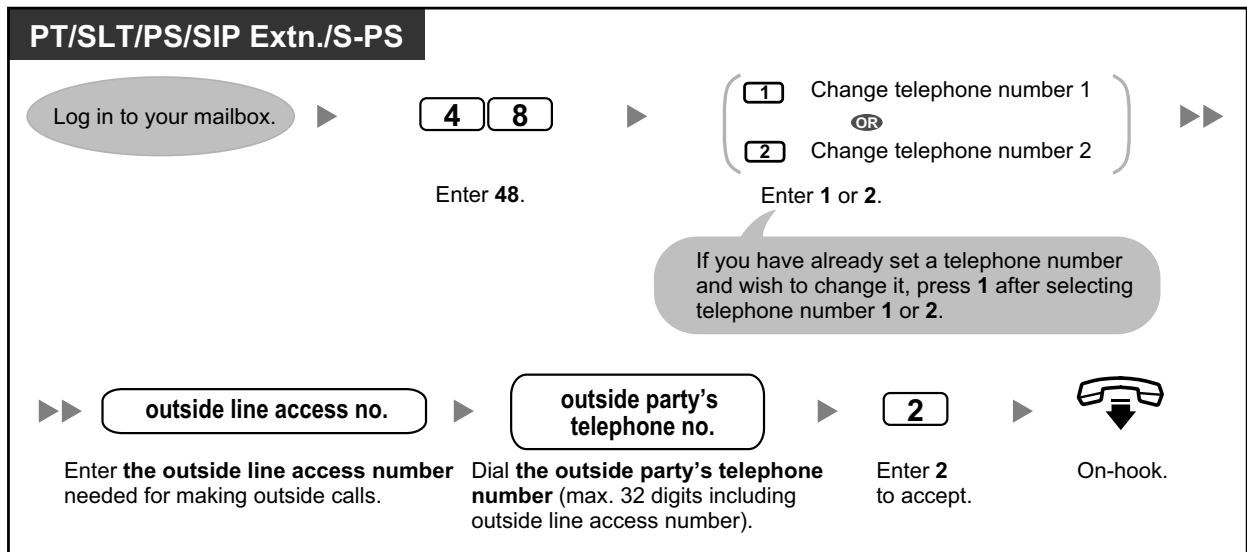 PT/SLT/PS/SIP Extn./S-PS
Log in to your mailbox.
4 8
Enter 48.
1 Change telephone number 1
OR
2 Change telephone number 2
Enter 1 or 2.
If you have already set a telephone number
and wish to change it, press 1 after selecting
telephone number 1 or 2.
outside line access no.
Enter the outside line access number
needed for making outside calls.
outside party's
telephone no.
Dial the outside party's telephone
number (max. 32 digits including
outside line access number).
2
Enter 2
to accept.
On-hook.